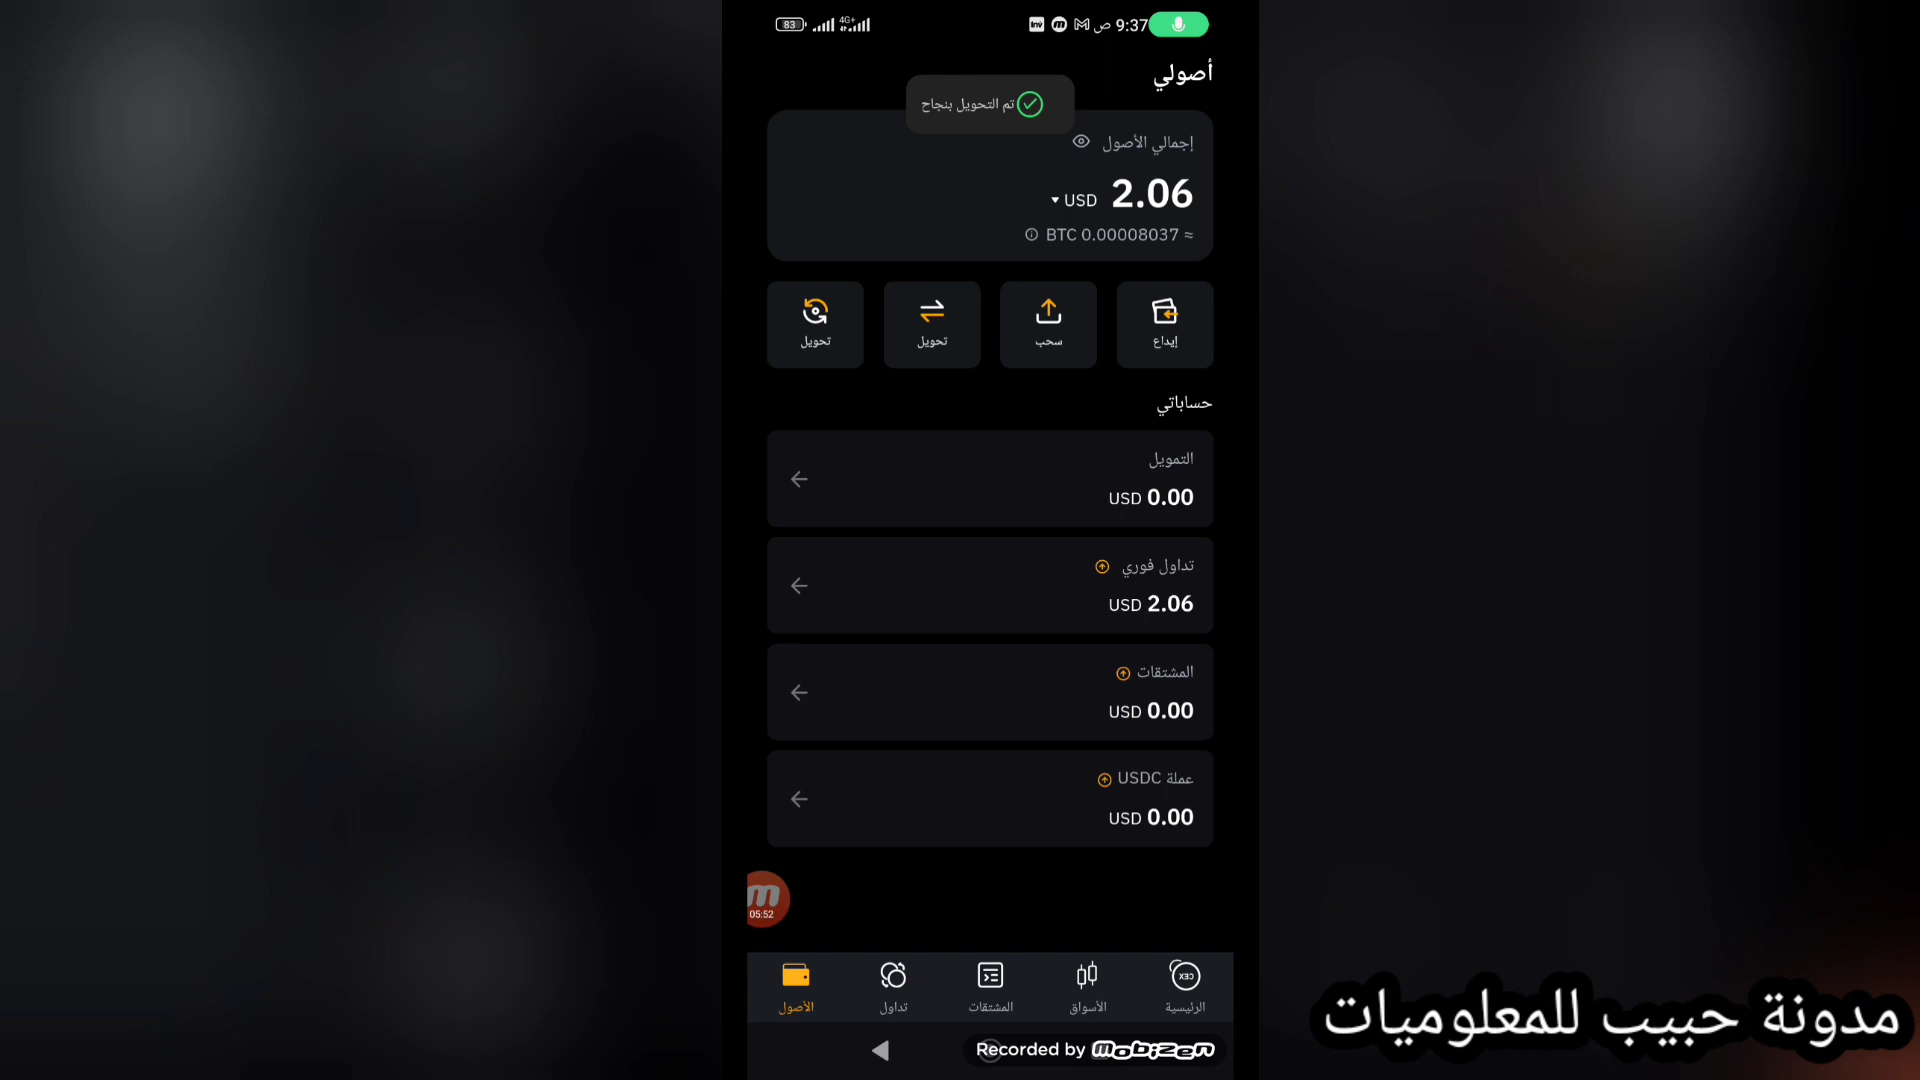 83 4G+ ص 9:37
أصولي
تم التحويل بنجاح
إجمالي الأصول
2.06 USD
≈ BTC 0.00008037
إيداع
سحب
تحويل
تحويل
حساباتي
التمويل
USD 0.00
تداول فوري
USD 2.06
المشتقات
USD 0.00
عملة USDC
USD 0.00
05:52
الرئيسية
الأسواق
المشتقات
تداول
الأصول
Recorded by Mobizen
مدونة حبيب للمعلوميات